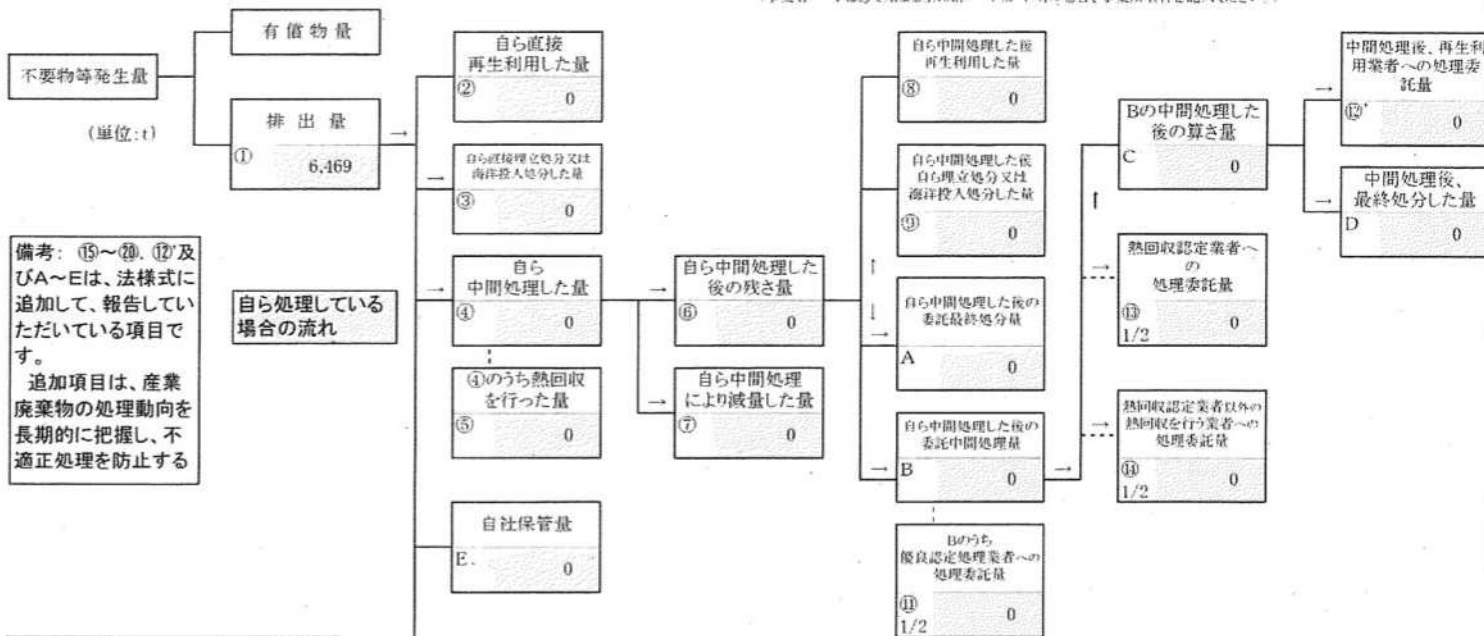 有償物量
不要物等発生量
(単位:t)
排出量
①
6,469
備考: ⑮～⑳、⑫'及
びA～Eは、法様式に
追加して、報告してい
ただいている項目で
す。
追加項目は、産業
廃棄物の処理動向を
長期的に把握し、不
適正処理を防止する
自ら処理している
場合の流れ
自ら直接
再生利用した量
②
0
自ら直接埋立処分又は
海洋投入処分した量
③
0
自ら
中間処理した量
④
0
④のうち熱回収
を行った量
⑤
0
自社保管量
E.
0
自ら中間処理した
後の残さ量
⑥
0
自ら中間処理
により減量した量
⑦
0
自ら中間処理した後
再生利用した量
⑧
0
自ら中間処理した後
自ら埋立処分又は
海洋投入処分した量
⑨
0
自ら中間処理した後の
委託最終処分量
A
0
自ら中間処理した後の
委託中間処理量
B
0
Bのうち
優良認定処理業者への
処理委託量
⑪
1/2
0
Bの中間処理した
後の算さ量
C
0
熱回収認定業者へ
の
処理委託量
⑬
1/2
0
熱回収認定業者以外の
熱回収を行う業者への
処理委託量
⑭
1/2
0
中間処理後、再生利
用業者への処理委
託量
⑫'
0
中間処理後、
最終処分した量
D
0